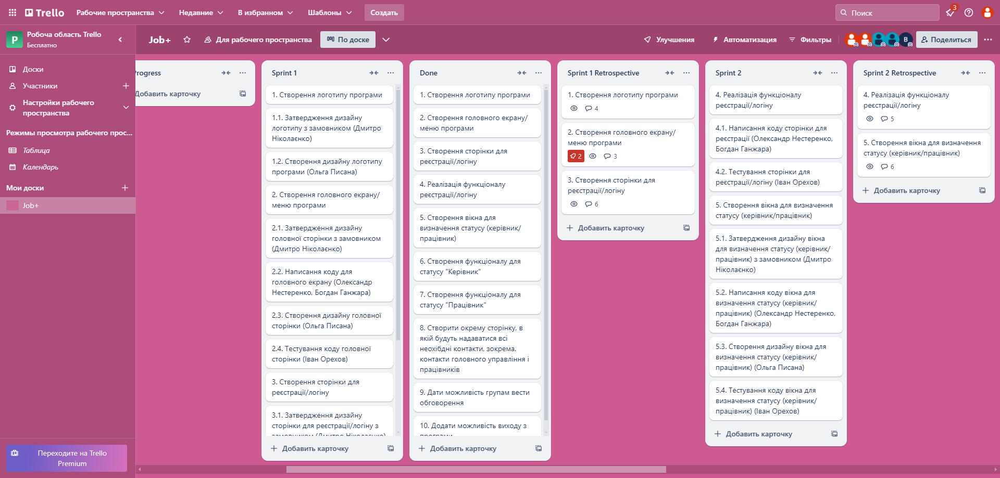 Trello
Рабочие пространства
Недавние
В избранном
Шаблоны
Создать
Поиск
3
P
Робоча область Trello
Бесплатно
Доски
Участники
Настройки рабочего
пространства
Режимы просмотра рабочего прос...
Таблица
Календарь
Мои доски
Job+
Переходите на Trello
Premium
Job+
Для рабочего пространства
По доске
Улучшения
Автоматизация
Фильтры
B
Поделиться
Progress
Добавить карточку
Sprint 1
1. Створення логотипу програми
1.1. Затвердження дизайну
логотипу з замовником (Дмитро
Ніколаєнко)
1.2. Створення дизайну логотипу
програми (Ольга Писана)
2. Створення головного екрану/
меню програми
2.1. Затвердження дизайну
головної сторінки з замовником
(Дмитро Ніколаєнко)
2.2. Написання коду для
головного екрану (Олександр
Нестеренко, Богдан Ганжара)
2.3. Створення дизайну головної
сторінки (Ольга Писана)
2.4. Тестування коду головної
сторінки (Іван Орехов)
3. Створення сторінки для
реєстрації/логіну
3.1. Затвердження дизайну
сторінки для реєстрації/логіну з
замовником (Дмитро Ніколаєнко)
Добавить карточку
Done
1. Створення логотипу програми
2. Створення головного екрану/
меню програми
3. Створення сторінки для
реєстрації/логіну
4. Реалізація функціоналу
реєстрації/логіну
5. Створення вікна для
визначення статусу (керівник/
працівник)
6. Створення функціоналу для
статусу "Керівник"
7. Створення функціоналу для
статусу "Працівник"
8. Створити окрему сторінку, в
якій будуть надаватися всі
неохібдні контакти, зокрема,
контакти головного управління і
працівників
9. Дати можливість групам вести
обговорення
10. Додати можливість виходу з
програми
Добавить карточку
Sprint 1 Retrospective
1. Створення логотипу програми
4
2. Створення головного екрану/
меню програми
2
3
3. Створення сторінки для
реєстрації/логіну
6
Добавить карточку
Sprint 2
4. Реалізація функціоналу
реєстрації/логіну
4.1. Написання коду сторінки для
реєстрації (Олександр Нестеренко,
Богдан Ганжара)
4.2. Тестування сторінки для
реєстрації/логіну (Іван Орехов)
5. Створення вікна для визначення
статусу (керівник/працівник)
5.1. Затвердження дизайну вікна
для визначення статусу (керівник/
працівник) з замовником (Дмитро
Ніколаєнко)
5.2. Написання коду вікна для
визначення статусу (керівник/
працівник) (Олександр Нестеренко,
Богдан Ганжара)
5.3. Створення дизайну вікна для
визначення статусу (керівник/
працівник) (Ольга Писана)
5.4. Тестування коду вікна для
визначення статусу (керівник/
працівник) (Іван Орехов)
Добавить карточку
Sprint 2 Retrospective
4. Реалізація функціоналу
реєстрації/логіну
5
5. Створення вікна для визначення
статусу (керівник/працівник)
6
Добавить карточку